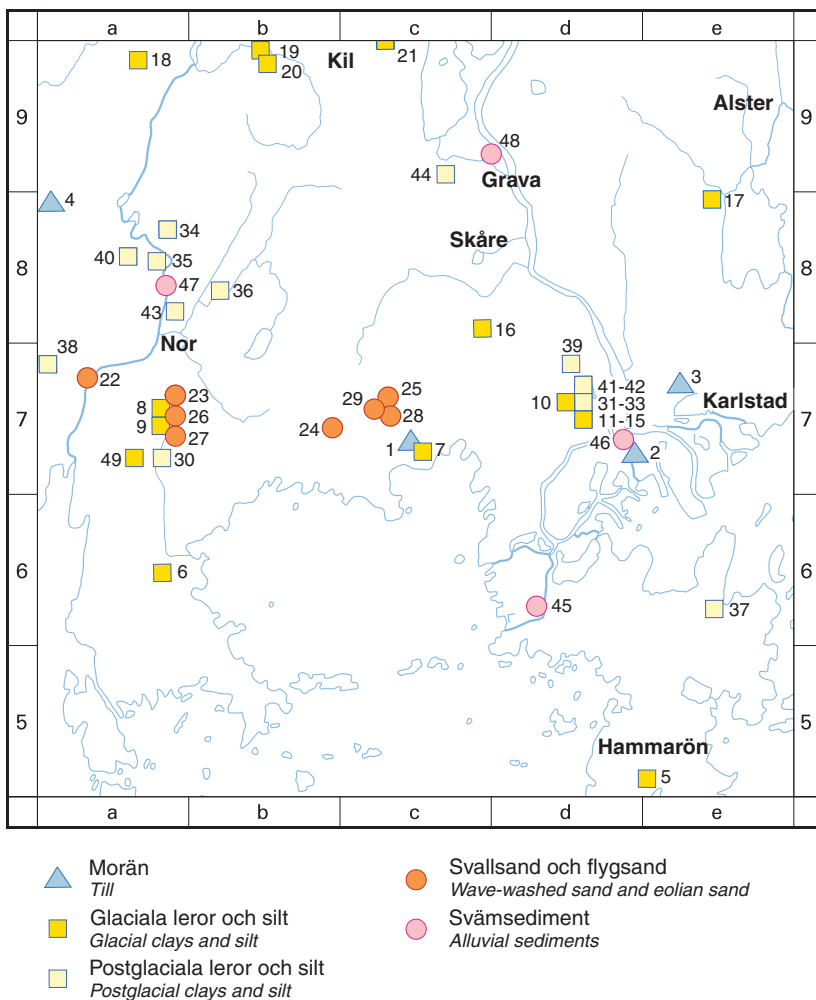 a b c d e
18
19
20
Kil
21
9
9
Alster
48
44
Grava
17
4
34
Skåre
40
35
8
8
47
36
43
16
38
Nor
39
22
3
23
25
41-42
8
29
10
31-33
Karlstad
26
28
11-15
7
7
9
24
27
1
7
46
2
49
30
6
6
6
45
37
5
5
Hammarön
5
a b c d e
Morän
Till
Glaciala leror och silt
Glacial clays and silt
Postglaciala leror och silt
Postglacial clays and silt
Svallsand och flygsand
Wave-washed sand and eolian sand
Svämsediment
Alluvial sediments